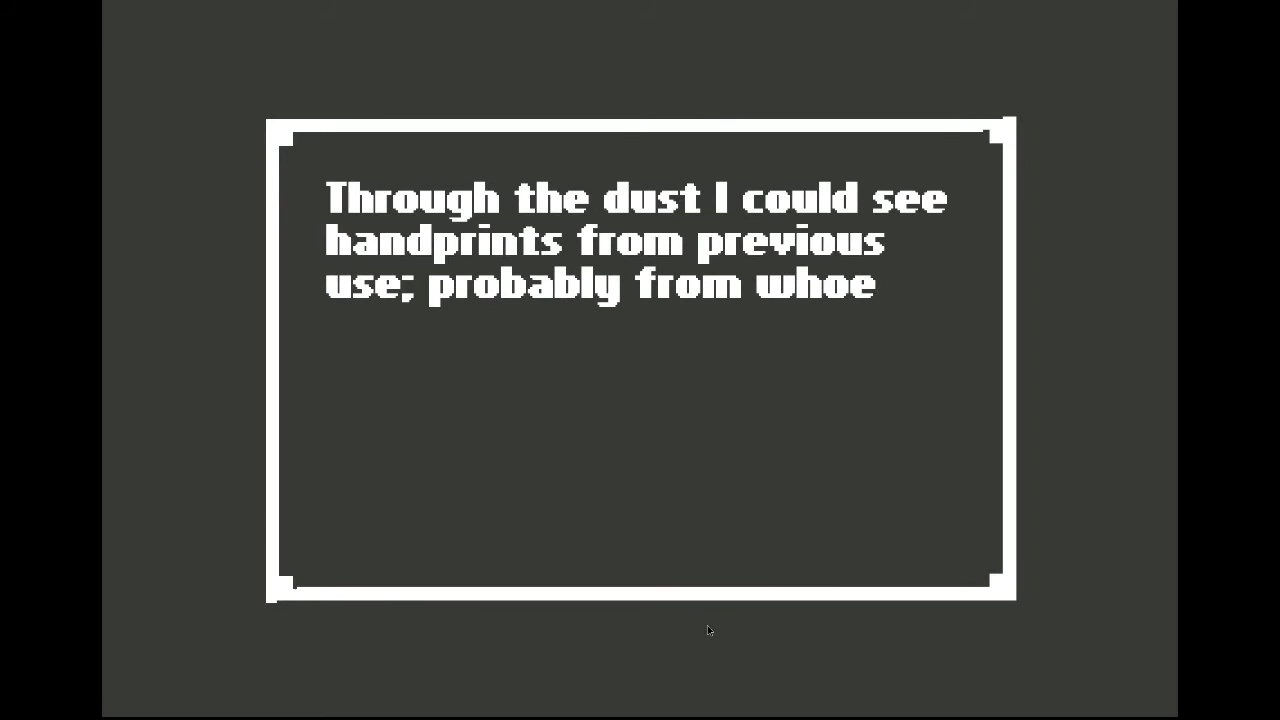 Through the dust I could see
handprints from previous
use; probably from whoe